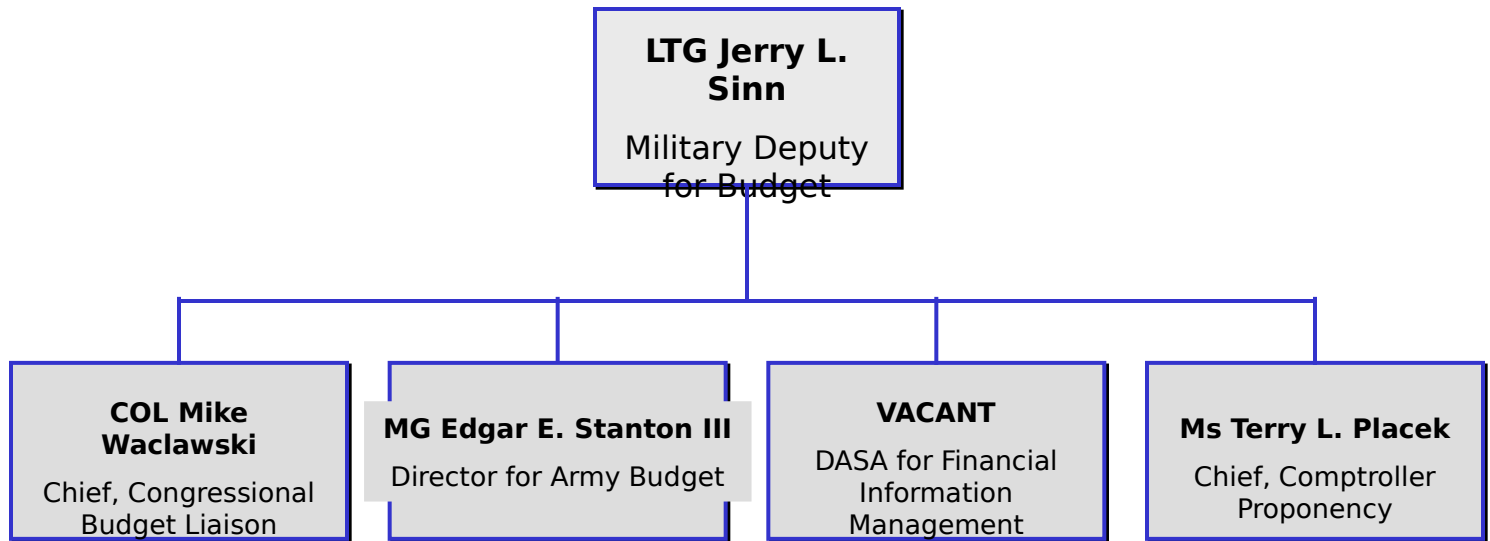 LTG Jerry L.
Sinn
Military Deputy
for Budget
COL Mike
Waclawski
Chief, Congressional
Budget Liaison
MG Edgar E. Stanton III
Director for Army Budget
VACANT
DASA for Financial
Information
Management
Ms Terry L. Placek
Chief, Comptroller
Proponency